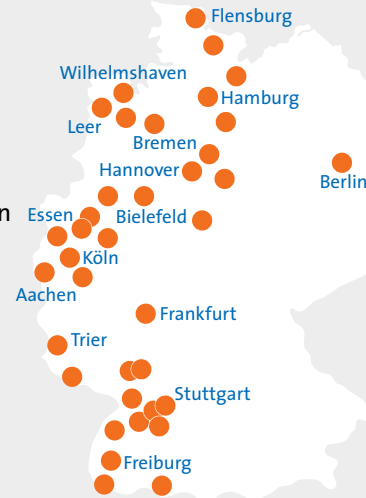 Flensburg
Wilhelmshaven
Hamburg
Leer
Bremen
Hannover
Berlin
n
Essen
Bielefeld
Köln
Aachen
Frankfurt
Trier
Stuttgart
Freiburg